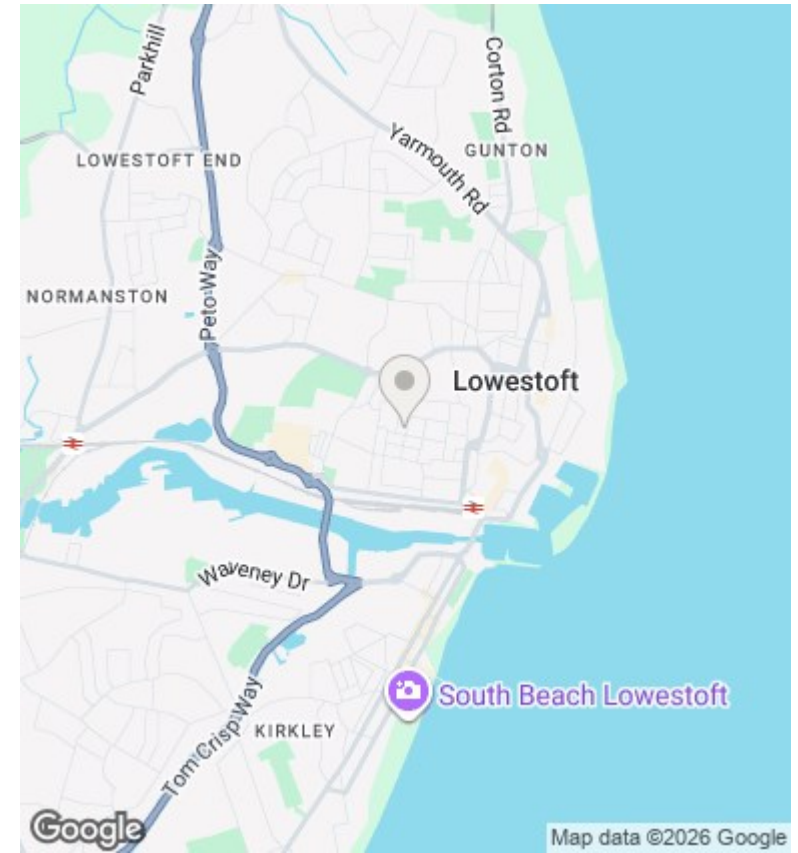 Parkhill
Corton Rd
Yarmouth Rd
GUNTON
LOWESTOFT END
Peto Way
NORMANSTON
Lowestoft
Waveney Dr
South Beach Lowestoft
Tom Crisp Way
KIRKLEY
Google
Map data ©2026 Google